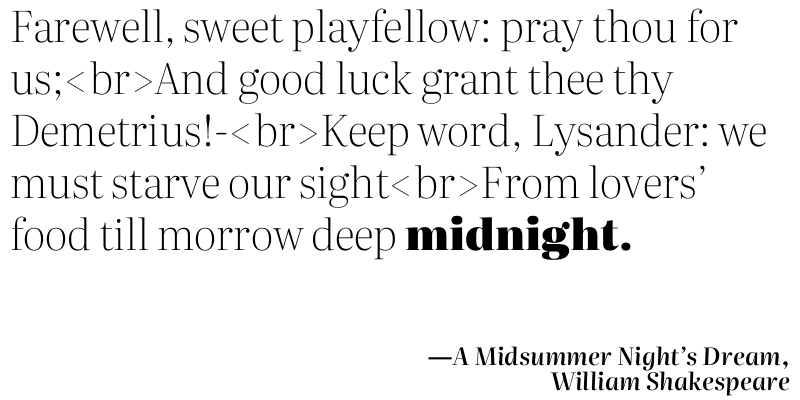 Farewell, sweet playfellow: pray thou for
us;<br>And good luck grant thee thy
Demetrius!-<br>Keep word, Lysander: we
must starve our sight<br>From lovers’
food till morrow deep midnight.
—A Midsummer Night’s Dream,
William Shakespeare